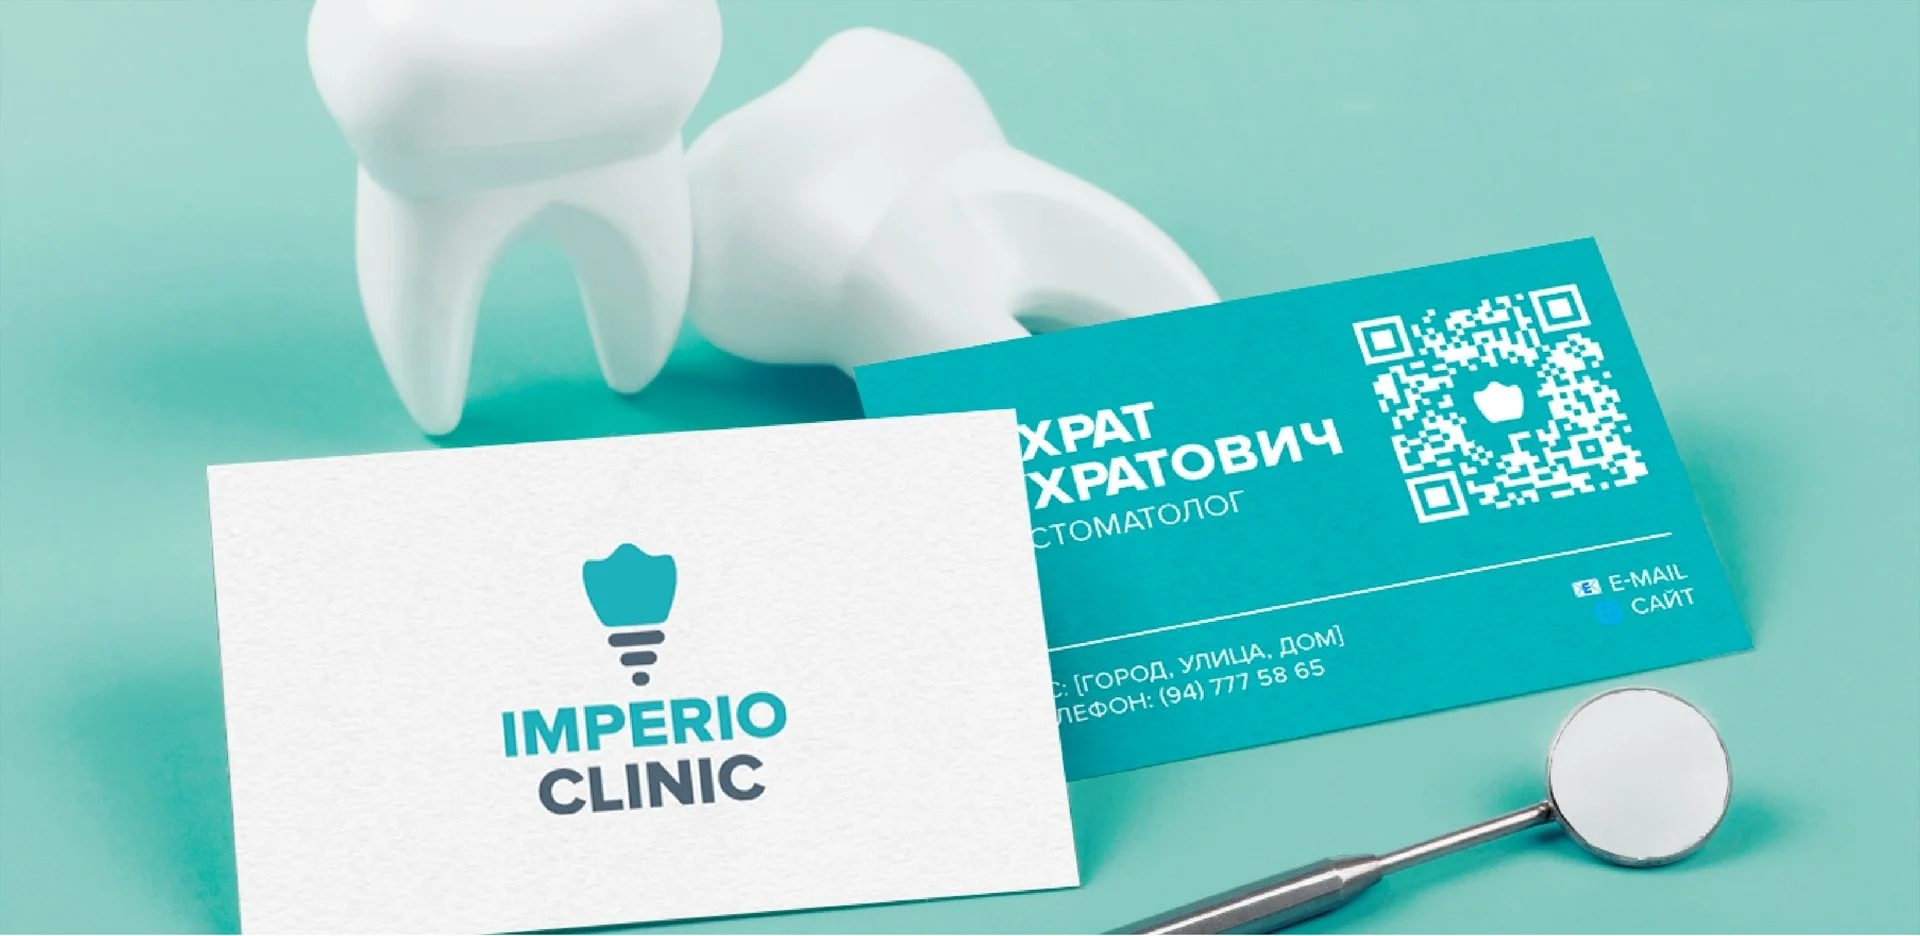 IMPERIO
CLINIC
ХРАТ
ХРАТОВИЧ
СТОМАТОЛОГ
С: [ГОРОД, УЛИЦА, ДОМ]
ЛЕФОН: (94) 777 58 65
E-MAIL
САЙТ